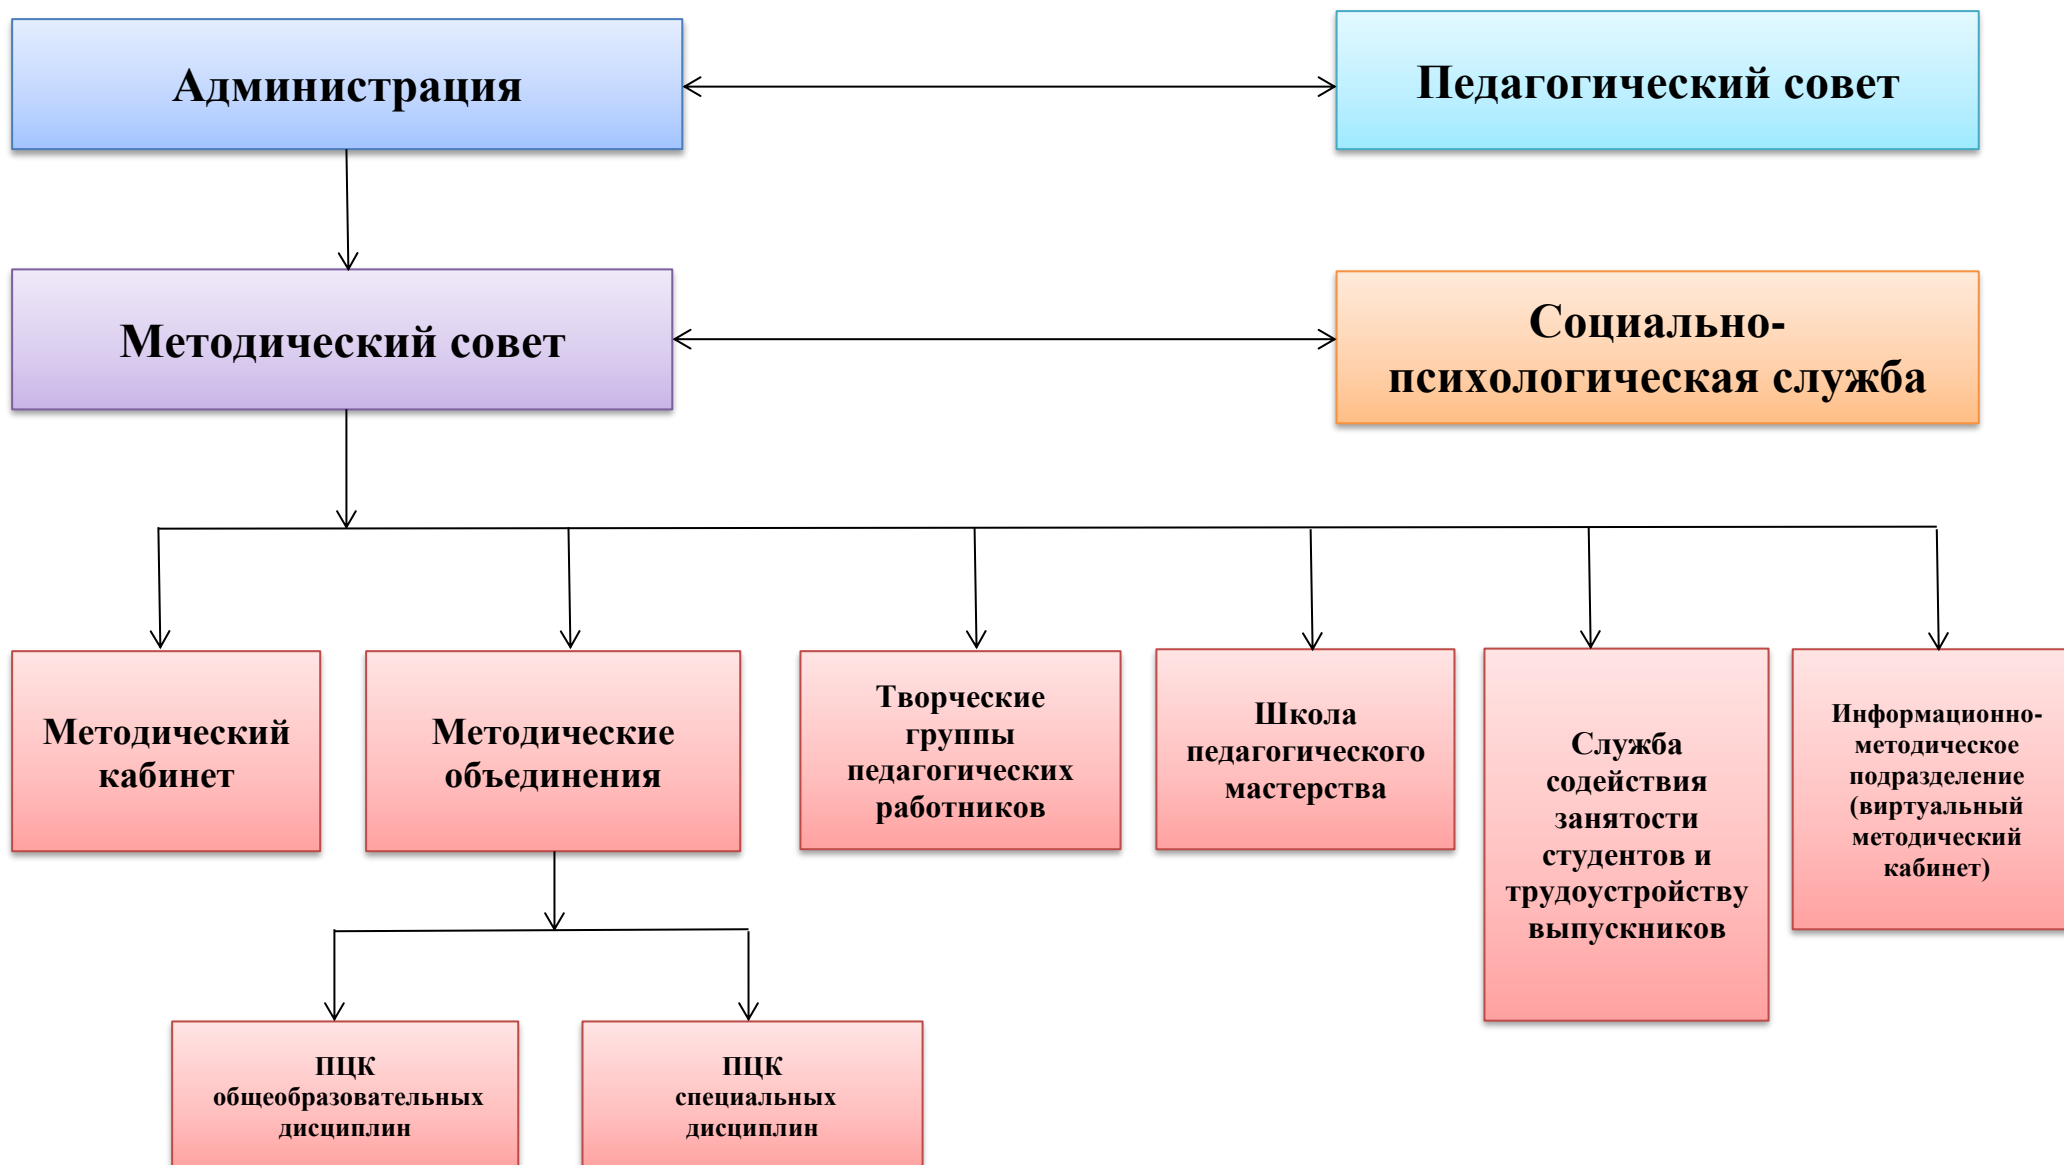 Администрация
Педагогический совет
Методический совет
Социально-
психологическая служба
Методический
кабинет
Методические
объединения
Творческие
группы
педагогических
работников
Школа
педагогического
мастерства
Служба
содействия
занятости
студентов и
трудоустройству
выпускников
Информационно-
методическое
подразделение
(виртуальный
методический
кабинет)
ПЦК
общеобразовательных
дисциплин
ПЦК
специальных
дисциплин